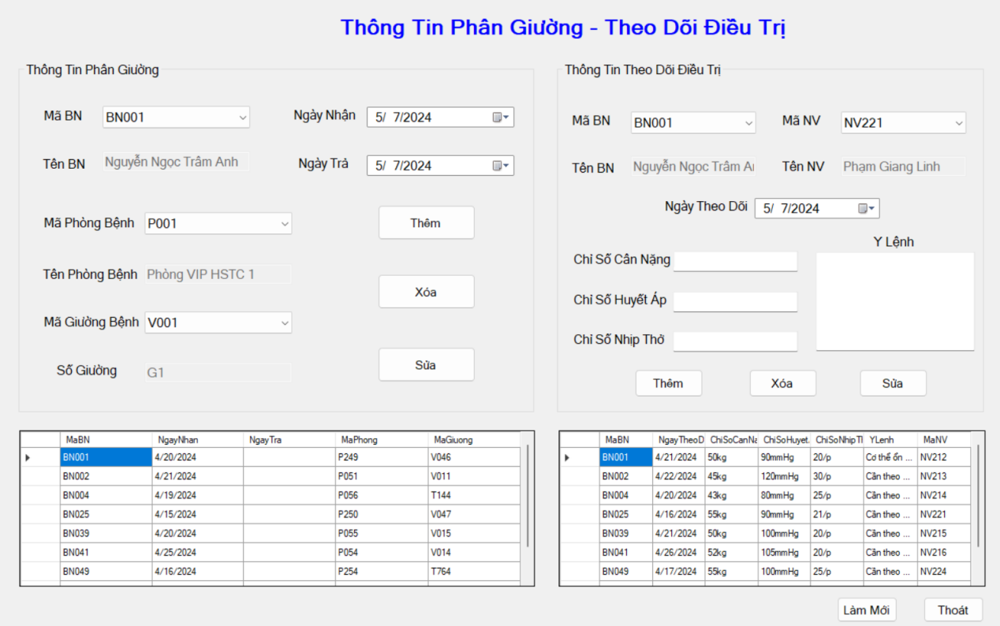 Thông Tin Phân Giường - Theo Dõi Điều Trị
Thông Tin Phân Giường
Mã BN BN001 Ngày Nhận 5/ 7/2024
Tên BN Nguyễn Ngọc Trâm Anh Ngày Trả 5/ 7/2024
Mã Phòng Bệnh P001 Thêm
Tên Phòng Bệnh Phòng VIP HSTC 1 Xóa
Mã Giường Bệnh V001
Số Giường G1 Sửa
Thông Tin Theo Dõi Điều Trị
Mã BN BN001 Mã NV NV221
Tên BN Nguyễn Ngọc Trâm Tên NV Phạm Giang Linh
Ngày Theo Dõi 5/ 7/2024
Y Lệnh
Chỉ Số Cân Nặng
Chỉ Số Huyết Áp
Chỉ Số Nhịp Thở
Thêm Xóa Sửa
MaBN NgayNhan NgayTra MaPhong MaGiuong
BN001 4/20/2024 P249 V046
BN002 4/21/2024 P051 V011
BN004 4/19/2024 P056 T144
BN025 4/15/2024 P250 V047
BN039 4/20/2024 P055 V015
BN041 4/25/2024 P054 V014
BN049 4/16/2024 P254 T764
MaBN NgayTheoD ChiSoCanNa ChiSoHuyet. ChiSoNhipTl YLenh MaNV
BN001 4/21/2024 50kg 90mmHg 20/p Cơ thể ổn ... NV212
BN002 4/22/2024 45kg 120mmHg 30/p Cần theo ... NV213
BN004 4/20/2024 43kg 80mmHg 25/p Cần theo ... NV214
BN025 4/16/2024 55kg 90mmHg 21/p Cần theo ... NV221
BN039 4/21/2024 50kg 100mmHg 20/p Cần theo ... NV215
BN041 4/26/2024 52kg 105mmHg 20/p Cần theo ... NV216
BN049 4/17/2024 55kg 100mmHg 25/p Cần theo ... NV224
Làm Mới Thoát